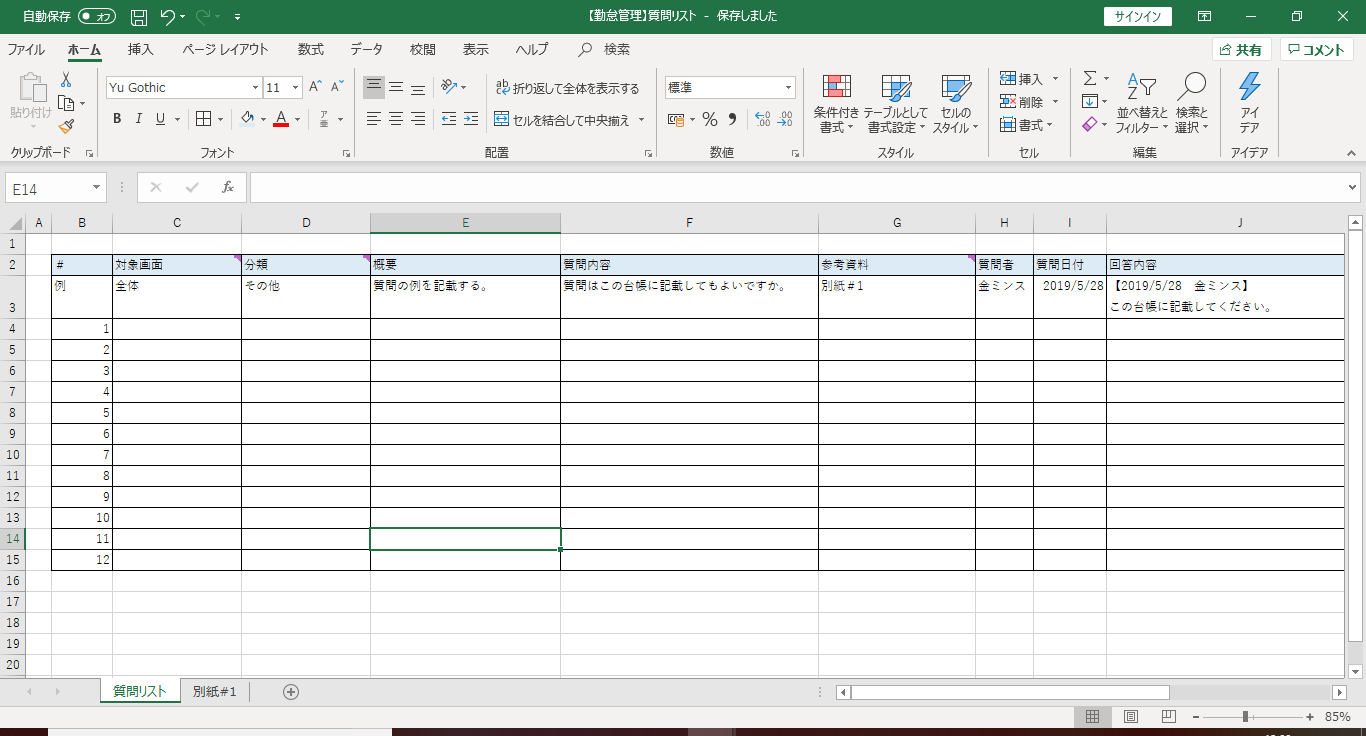 自動保存 オフ 【勤怠管理】質問リスト - 保存しました サインイン
ファイル ホーム 挿入 ページ レイアウト 数式 データ 校閲 表示 ヘルプ 検索 共有 コメント
貼り付け Yu Gothic 11 A A ab 折り返して全体を表示する 標準 条件付き書式 テーブルとして書式設定 セルのスタイル 挿入 Σ 並べ替えとフィルター 検索と選択 アイデア
B I U A 亜 セルを結合して中央揃え % 削除
書式
クリップボード フォント 配置 数値 スタイル セル 編集 アイデア
E14 fx
A B C D E F G H I J
1
2 # 対象画面 分類 概要 質問内容 参考資料 質問者 質問日付 回答内容
3 例 全体 その他 質問の例を記載する。 質問はこの台帳に記載してもよいですか。 別紙＃1 金ミンス 2019/5/28 【2019/5/28　金ミンス】
この台帳に記載してください。
4 1
5 2
6 3
7 4
8 5
9 6
10 7
11 8
12 9
13 10
14 11
15 12
16
17
18
19
20
質問リスト 別紙#1
85%